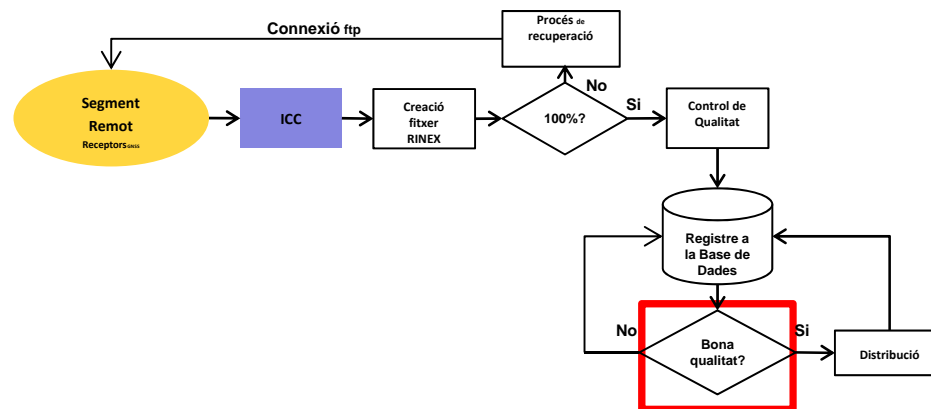 Procés de
recuperació
Connexió ftp
No
Si
Segment
Remot
Receptors GNSS
ICC
Creació
fitxer
RINEX
100%?
Control de
Qualitat
Registre a
la Base de
Dades
No
Si
Bona
qualitat?
Distribució